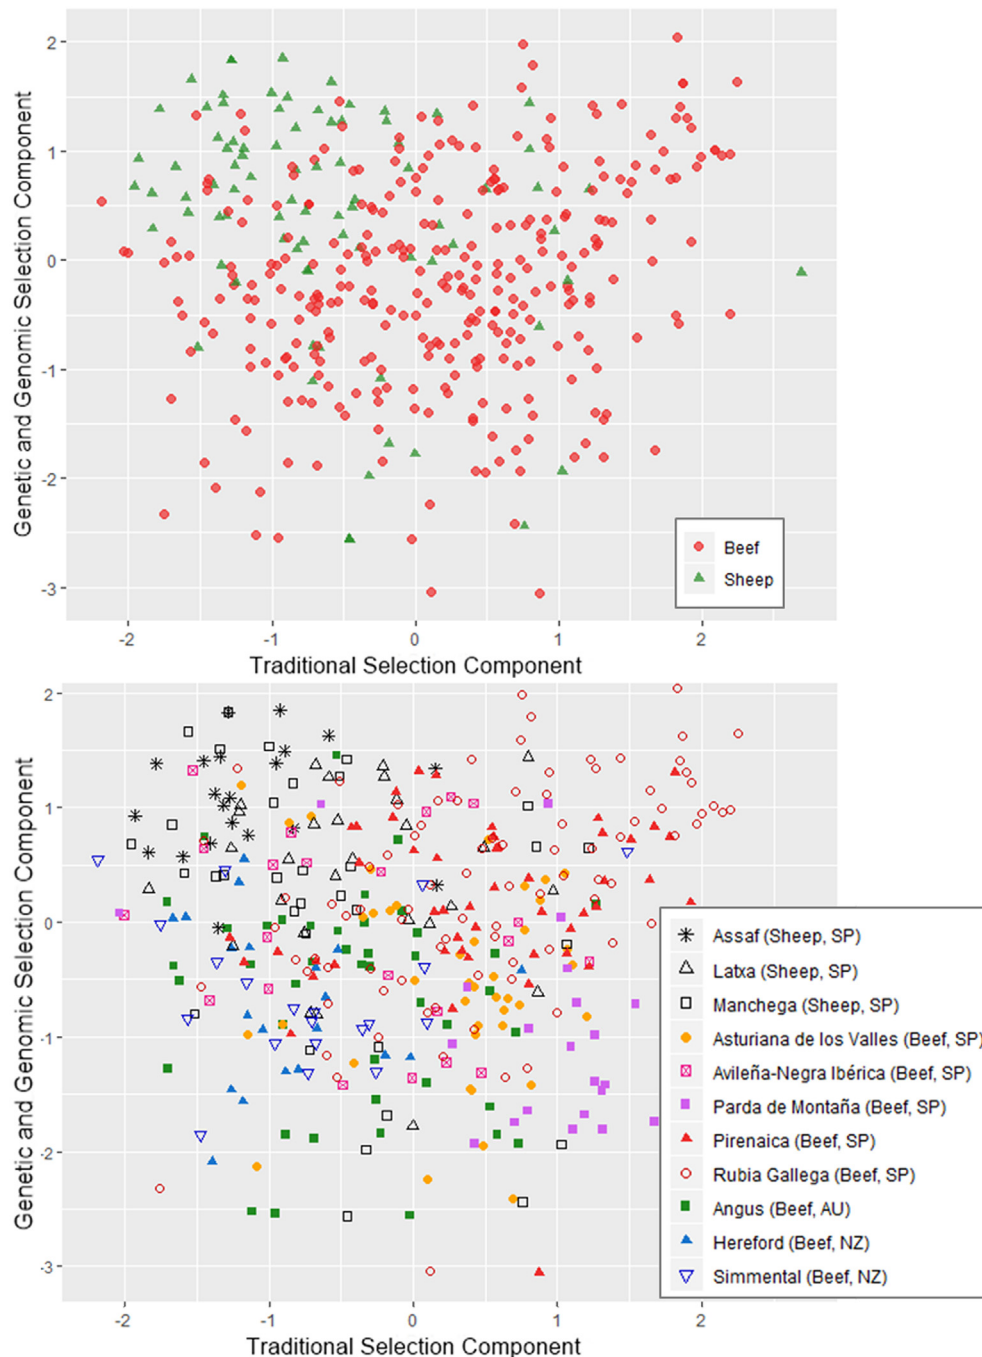 2
1
0
-1
-2
-3
Genetic and Genomic Selection Component
Beef
Sheep
-2
-1
0
1
2
Traditional Selection Component
2
1
0
-1
-2
-3
Genetic and Genomic Selection Component
Assaf (Sheep, SP)
Latxa (Sheep, SP)
Manchega (Sheep, SP)
Asturiana de los Valles (Beef, SP)
Avileña-Negra Ibérica (Beef, SP)
Parda de Montaña (Beef, SP)
Pirenaica (Beef, SP)
Rubia Gallega (Beef, SP)
Angus (Beef, AU)
Hereford (Beef, NZ)
Simmental (Beef, NZ)
-2
-1
0
1
2
Traditional Selection Component